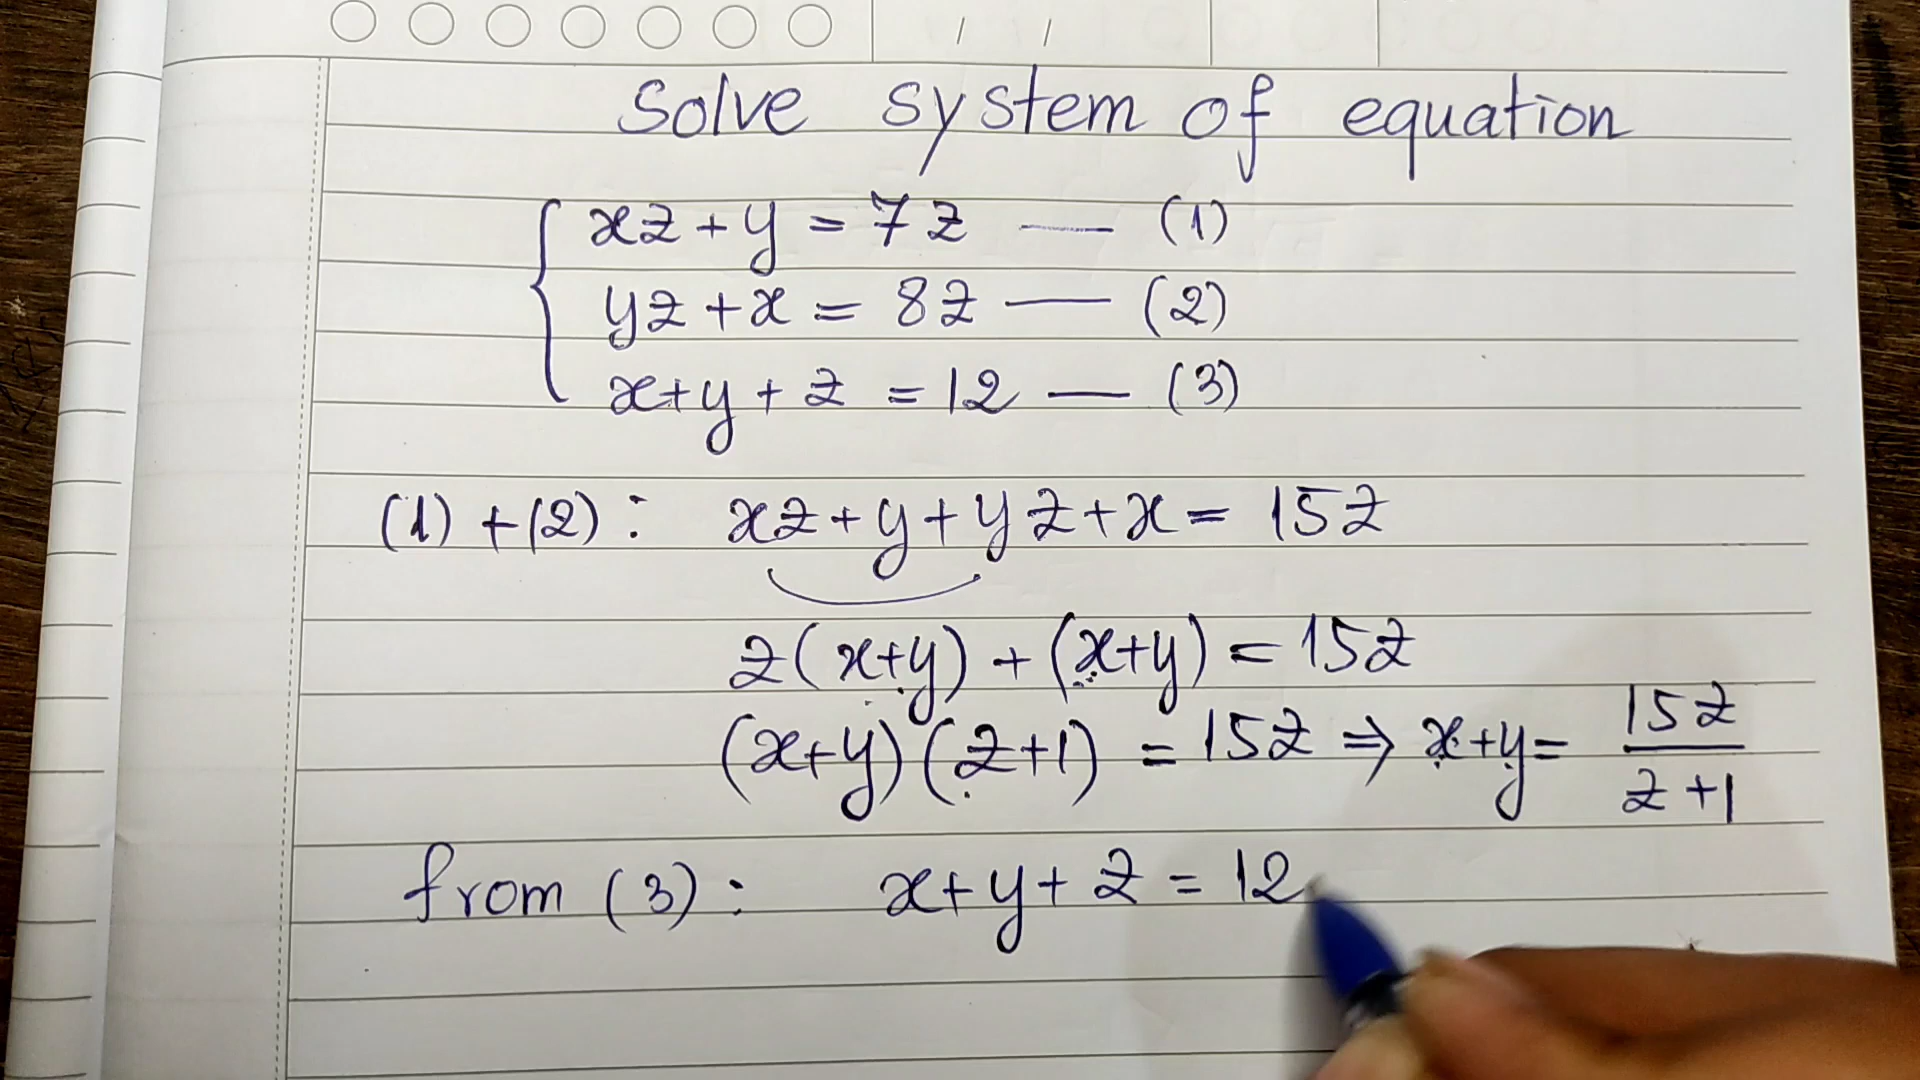 Solve system of equation
xz + y = 7z — (1)
yz + x = 8z — (2)
x + y + z = 12 — (3)
(1) + (2) : xz + y + yz + x = 15z
z(x+y) + (x+y) = 15z
(x+y)(z+1) = 15z ⇒ x+y = 15z / z+1
from (3) : x + y + z = 12